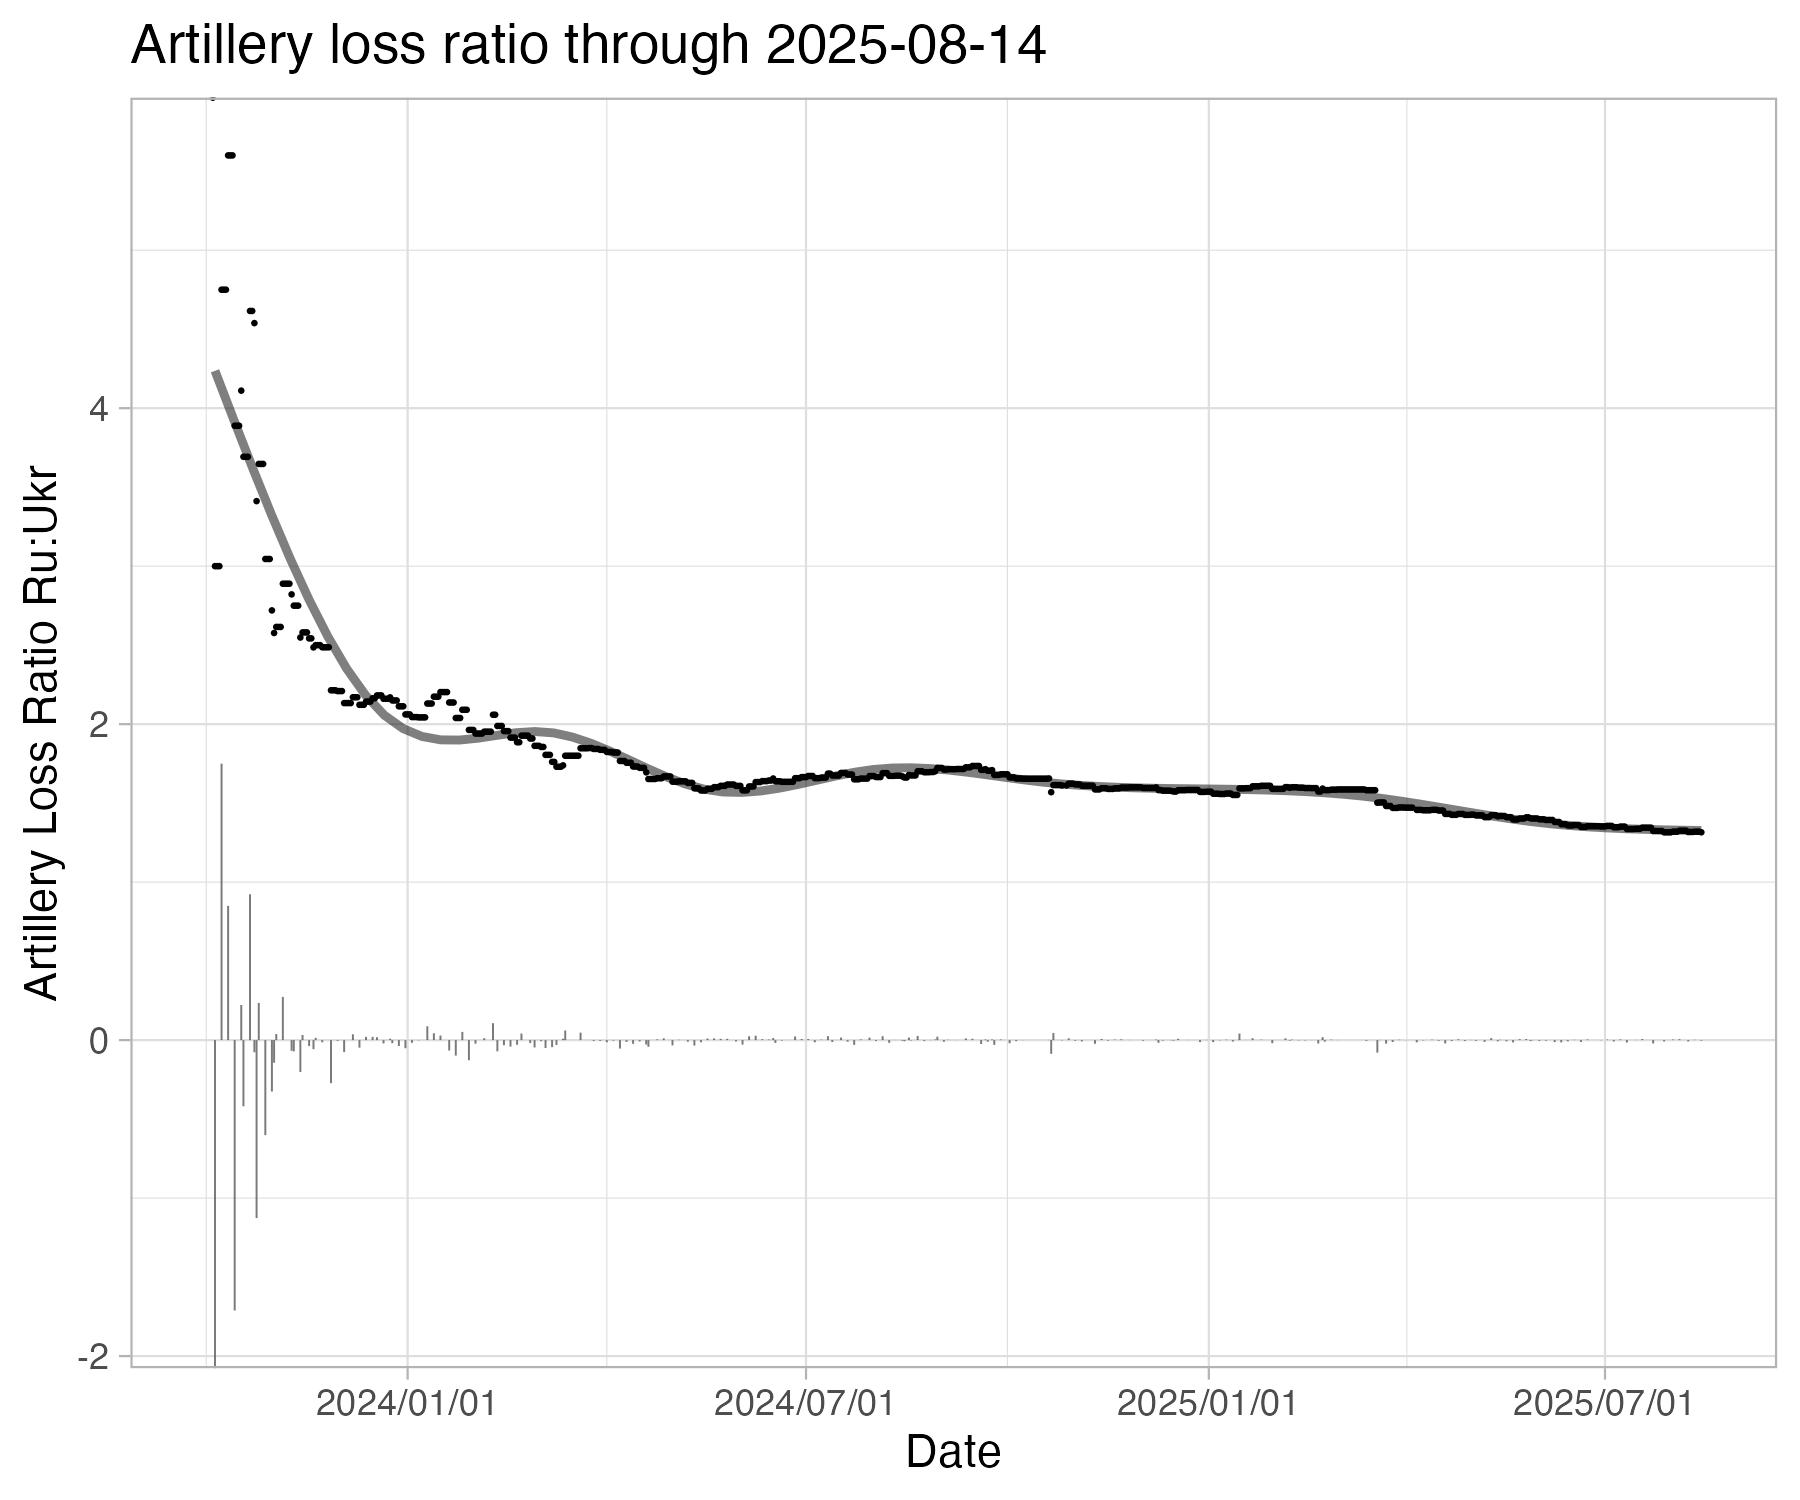 Artillery loss ratio through 2025-08-14
Artillery Loss Ratio Ru:Ukr
4
2
0
-2
2024/01/01
2024/07/01
2025/01/01
2025/07/01
Date